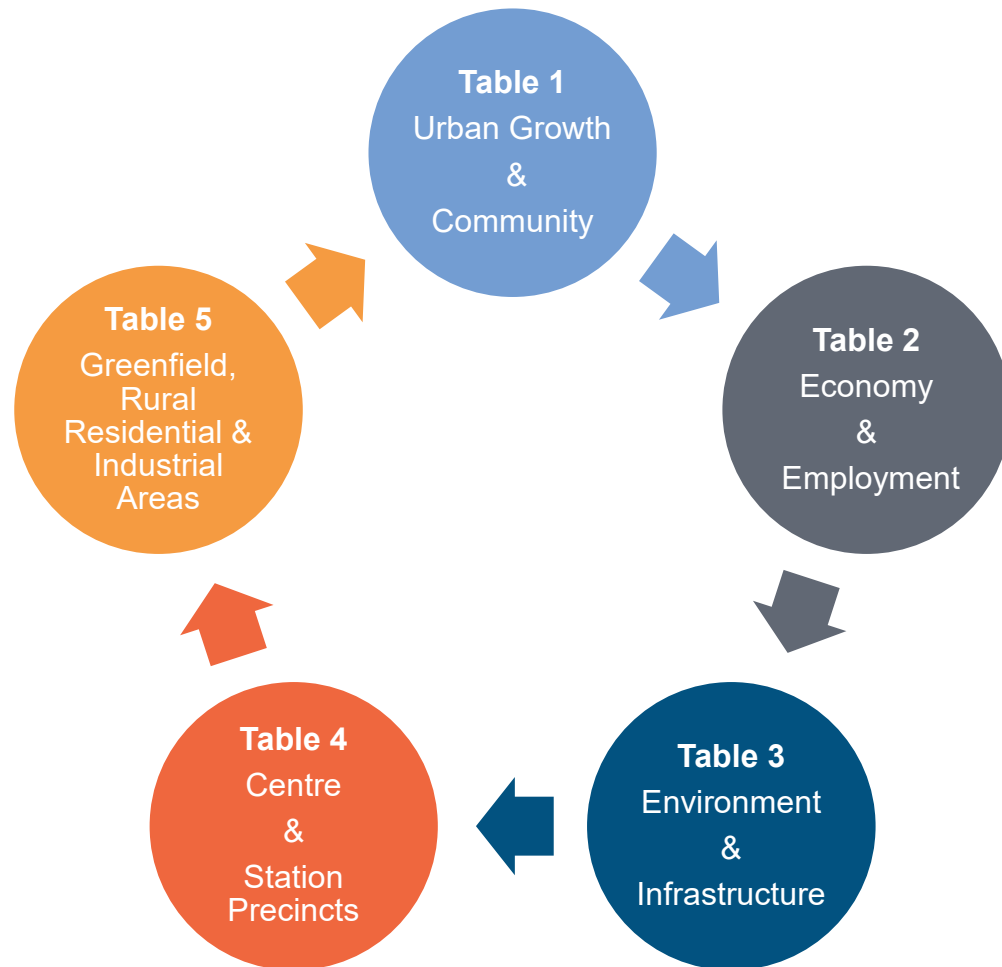 Table 1
Urban Growth
&
Community
Table 2
Economy
&
Employment
Table 3
Environment
&
Infrastructure
Table 4
Centre
&
Station
Precincts
Table 5
Greenfield,
Rural
Residential &
Industrial
Areas